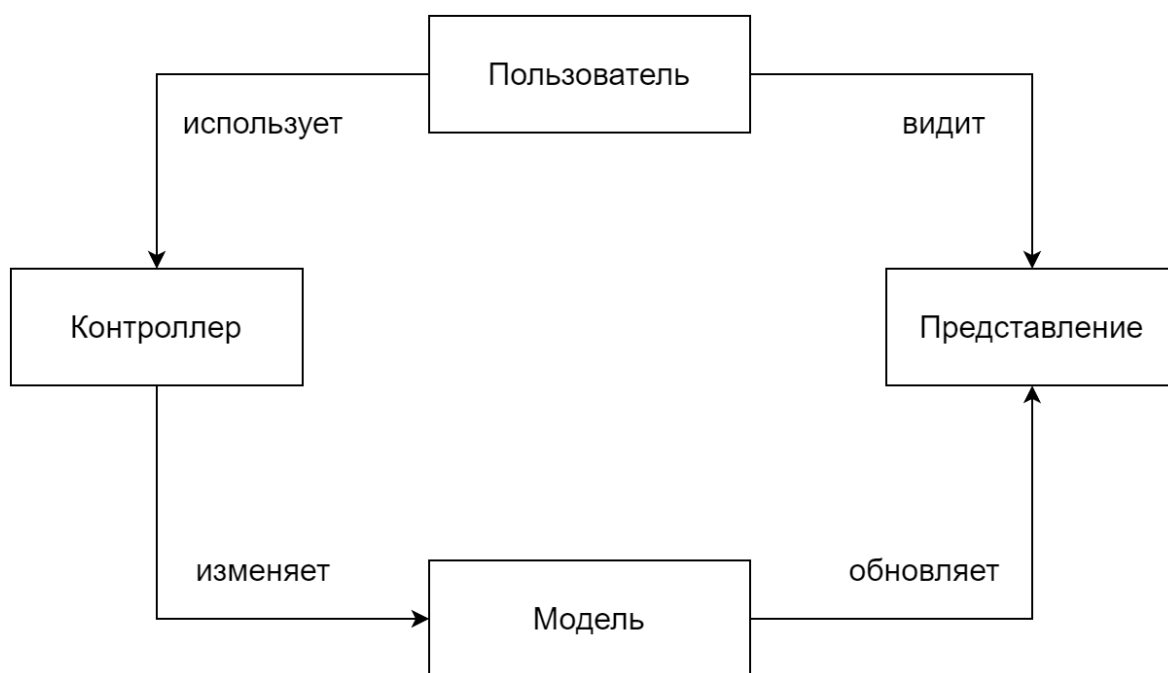 Пользователь
использует
видит
Контроллер
Представление
изменяет
обновляет
Модель